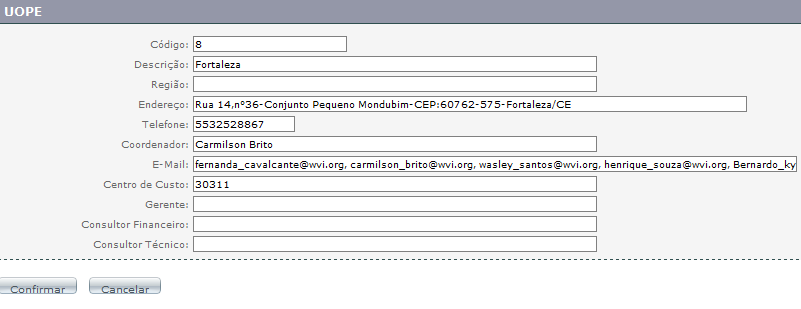 UOPE
Código: 8
Descrição: Fortaleza
Região:
Endereço: Rua 14,nº36-Conjunto Pequeno Mondubim-CEP:60762-575-Fortaleza/CE
Telefone: 5532528867
Coordenador: Carmilson Brito
E-Mail: fernanda_cavalcante@wvi.org, carmilson_brito@wvi.org, wasley_santos@wvi.org, henrique_souza@wvi.org, Bernardo_ky
Centro de Custo: 30311
Gerente:
Consultor Financeiro:
Consultor Técnico:
Confirmar Cancelar